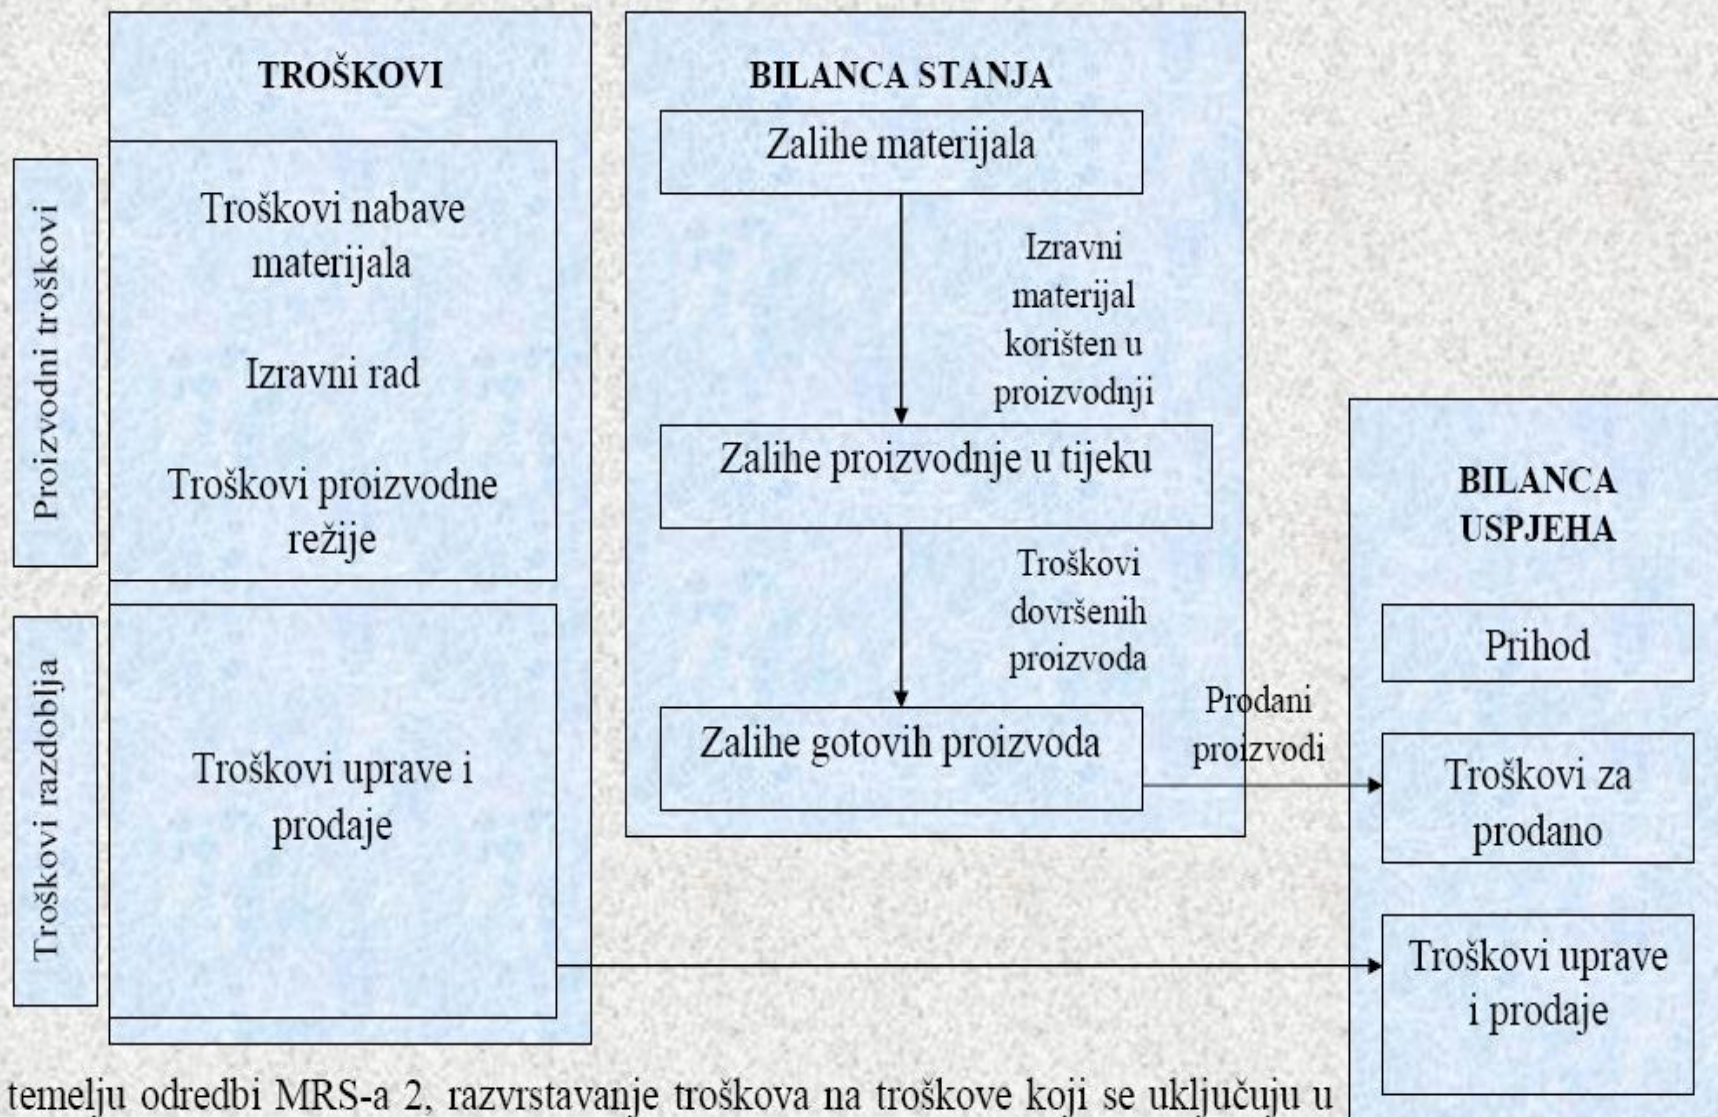 TROŠKOVI
Proizvodni troškovi
Troškovi nabave
materijala
Izravni rad
Troškovi proizvodne
režije
Troškovi razdoblja
Troškovi uprave i
prodaje
BILANCA STANJA
Zalihe materijala
Izravni
materijal
korišten u
proizvodnji
Zalihe proizvodnje u tijeku
Troškovi
dovršenih
proizvoda
Zalihe gotovih proizvoda
Prodani
proizvodi
BILANCA
USPJEHA
Prihod
Troškovi za
prodano
Troškovi uprave
i prodaje
temelju odredbi MRS-a 2, razvrstavanje troškova na troškove koji se uključuju u